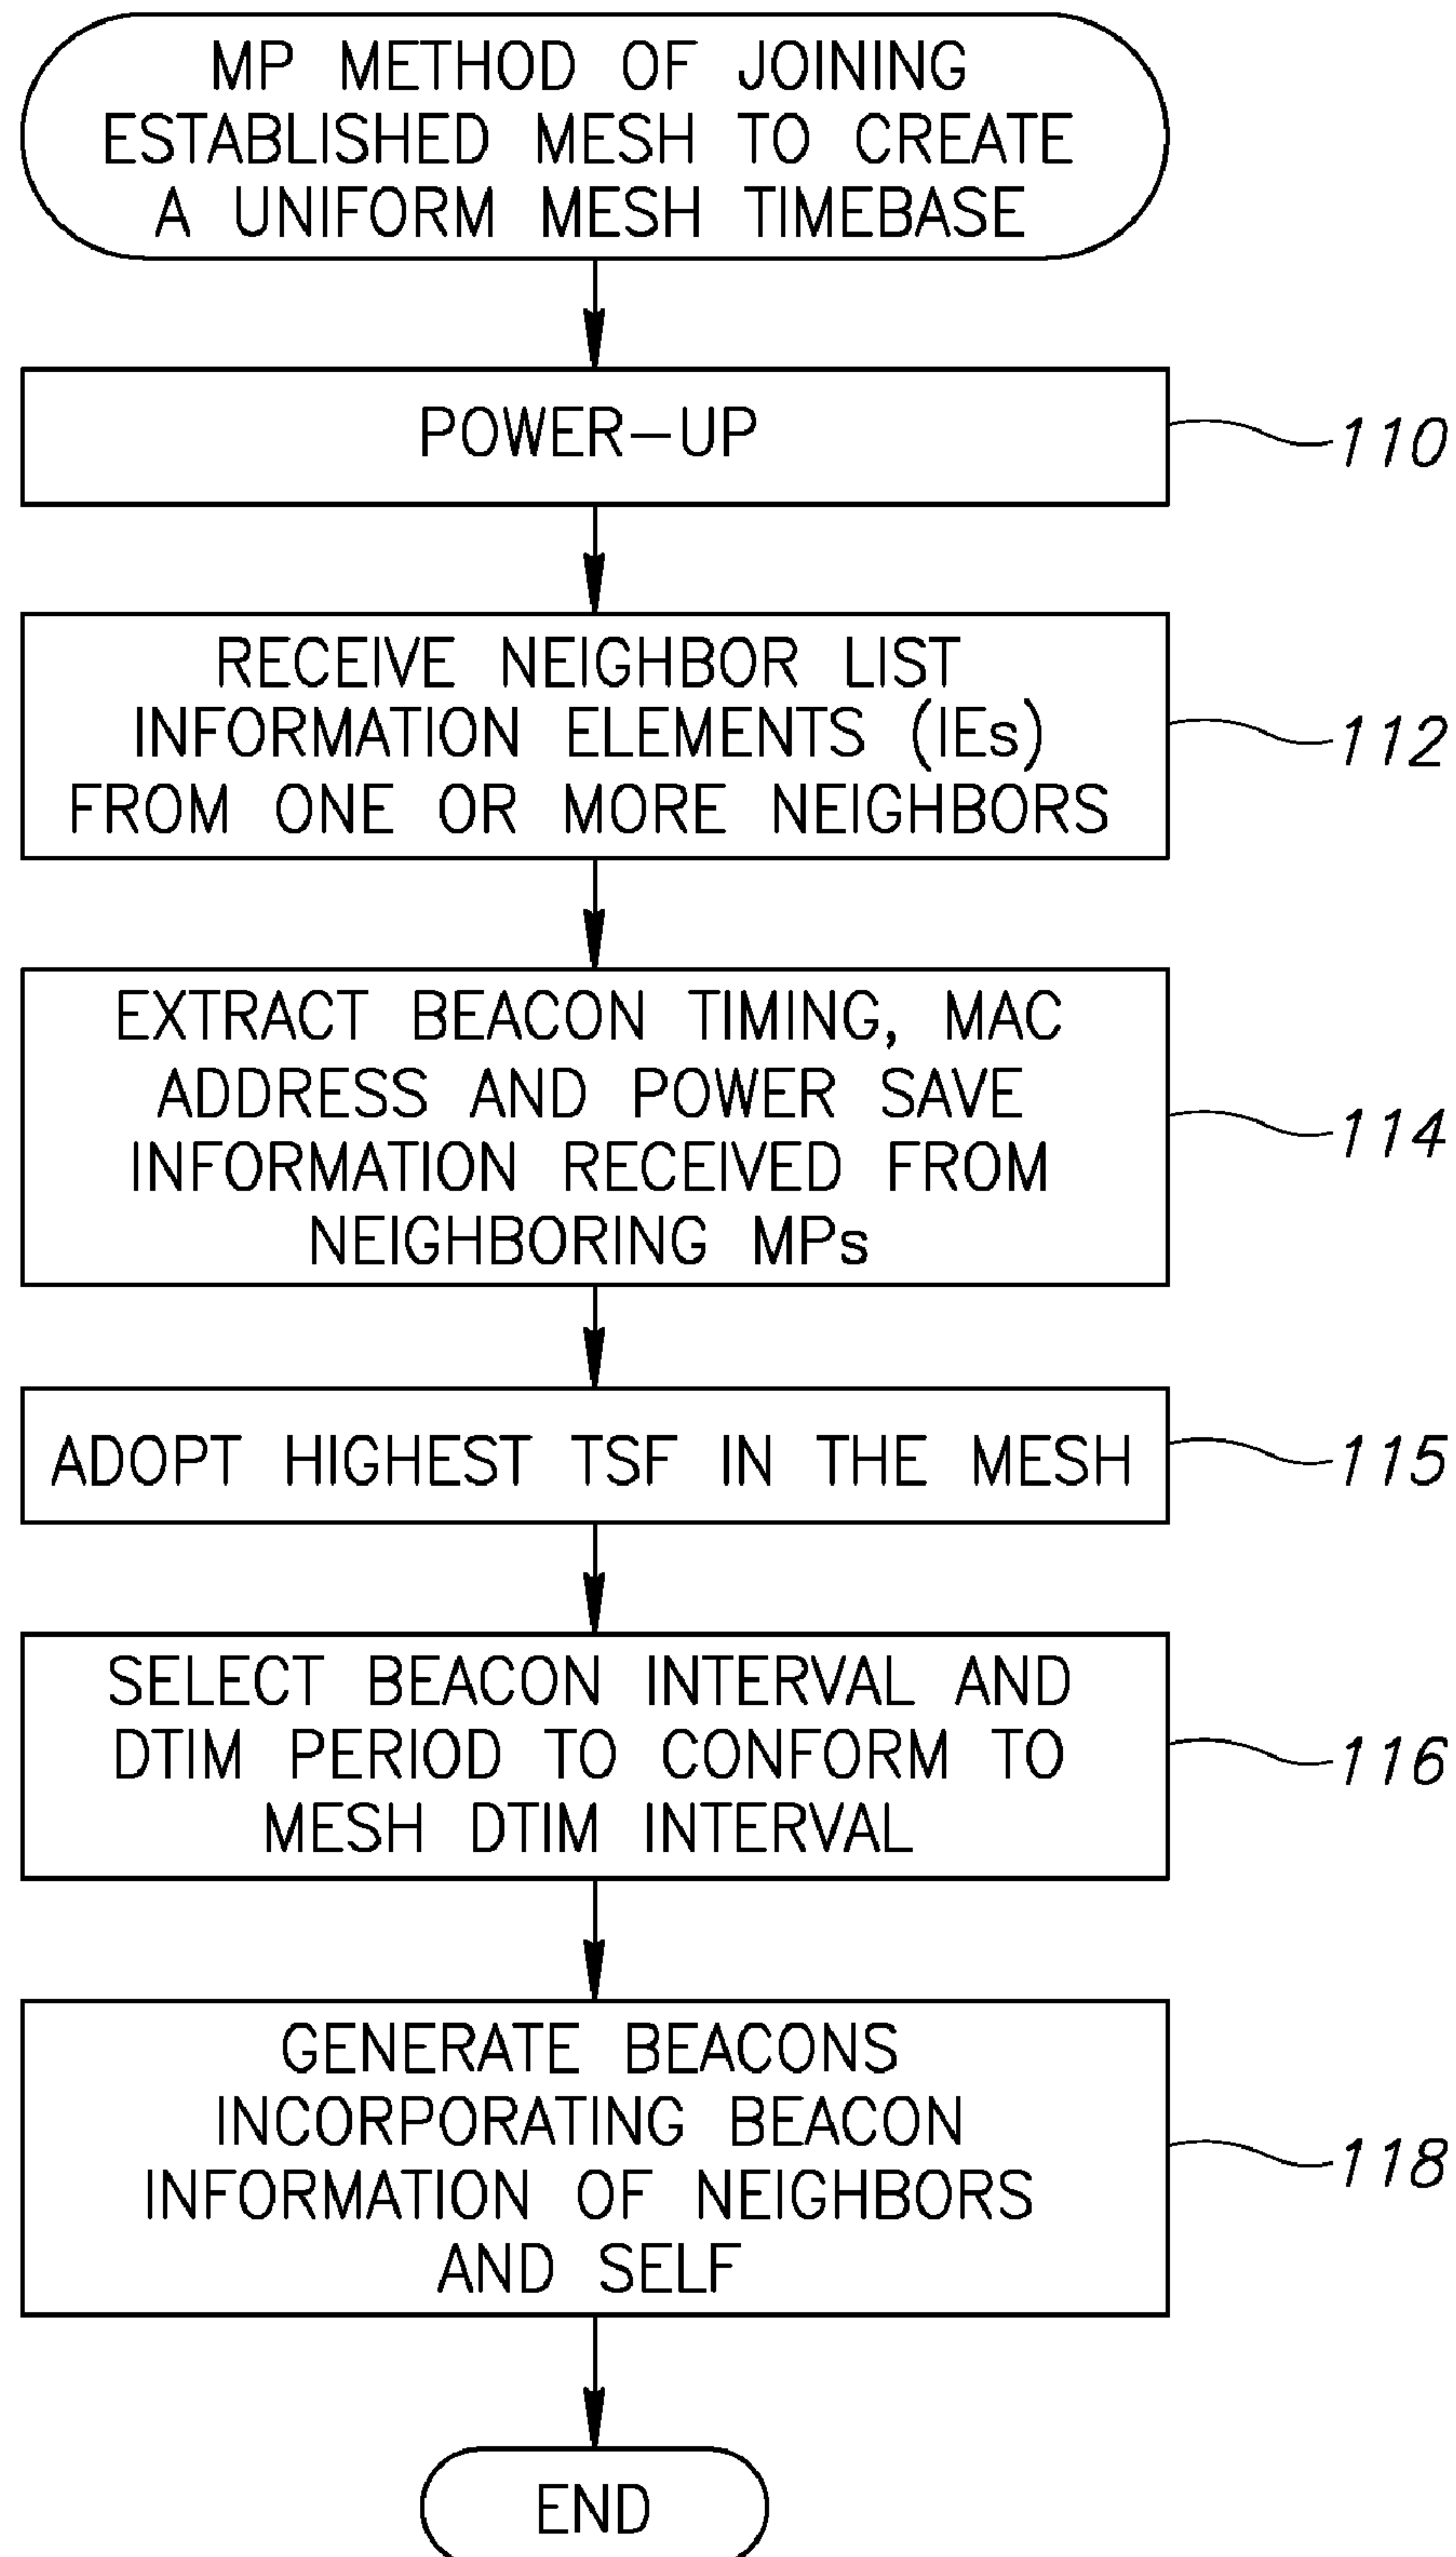 MP METHOD OF JOINING
ESTABLISHED MESH TO CREATE
A UNIFORM MESH TIMEBASE
POWER-UP
110
RECEIVE NEIGHBOR LIST
INFORMATION ELEMENTS (IEs)
FROM ONE OR MORE NEIGHBORS
112
EXTRACT BEACON TIMING, MAC
ADDRESS AND POWER SAVE
INFORMATION RECEIVED FROM
NEIGHBORING MPs
114
ADOPT HIGHEST TSF IN THE MESH
115
SELECT BEACON INTERVAL AND
DTIM PERIOD TO CONFORM TO
MESH DTIM INTERVAL
116
GENERATE BEACONS
INCORPORATING BEACON
INFORMATION OF NEIGHBORS
AND SELF
118
END